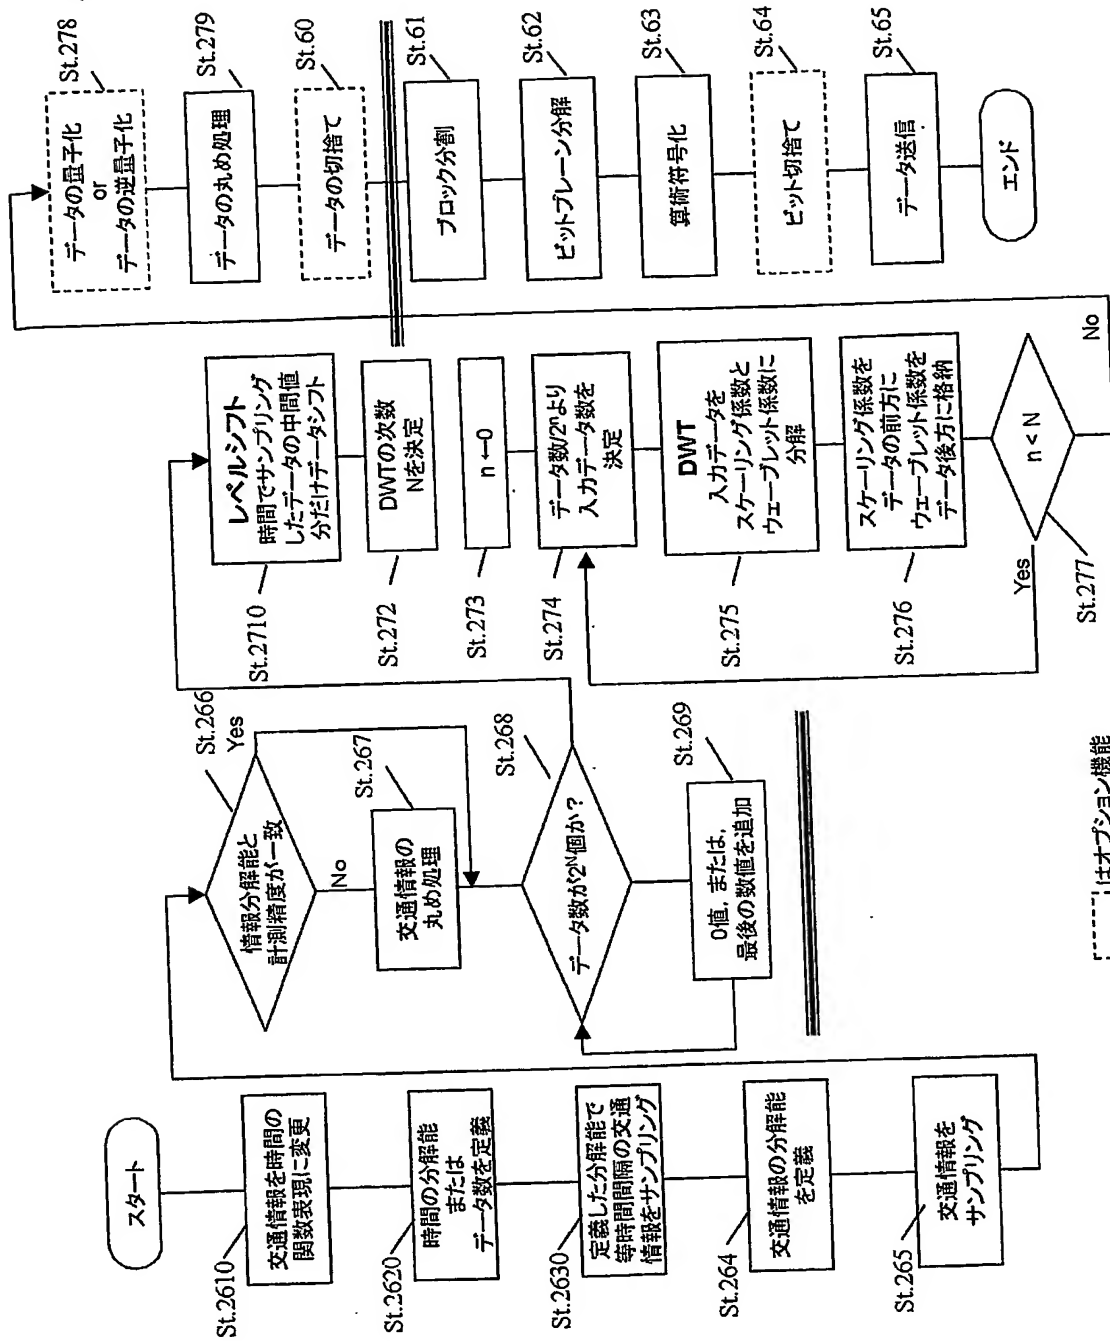 スタート
St.2610
交通情報を時間の
関数表現に変更
St.2620
時間の分解能
または
データ数を定義
St.2630
定義した分解能で
等時間間隔の交通
情報をサンプリング
St.264
交通情報の分解能
を定義
St.265
交通情報を
サンプリング
St.266
情報分解能と
計測精度が一致
Yes
No
St.267
交通情報の
丸め処理
St.268
データ数が2ᴺ個か?
St.269
0値, または,
最後の数値を追加
St.2710
レベルシフト
時間でサンプリング
したデータの中間値
分だけデータシフト
St.272
DWTの次数
Nを決定
St.273
n ←0
St.274
データ数/2ⁿより
入力データ数を
決定
St.275
DWT
入力データを
スケーリング係数と
ウェーブレット係数に
分解
St.276
スケーリング係数を
データの前方に
ウェーブレット係数を
データ後方に格納
St.277
n < N
Yes
No
St.278
データの量子化
or
データの逆量子化
St.279
データの丸め処理
St.60
データの切捨て
St.61
ブロック分割
St.62
ビットプレーン分解
St.63
算術符号化
St.64
ビット切捨て
St.65
データ送信
エンド
はオプション機能